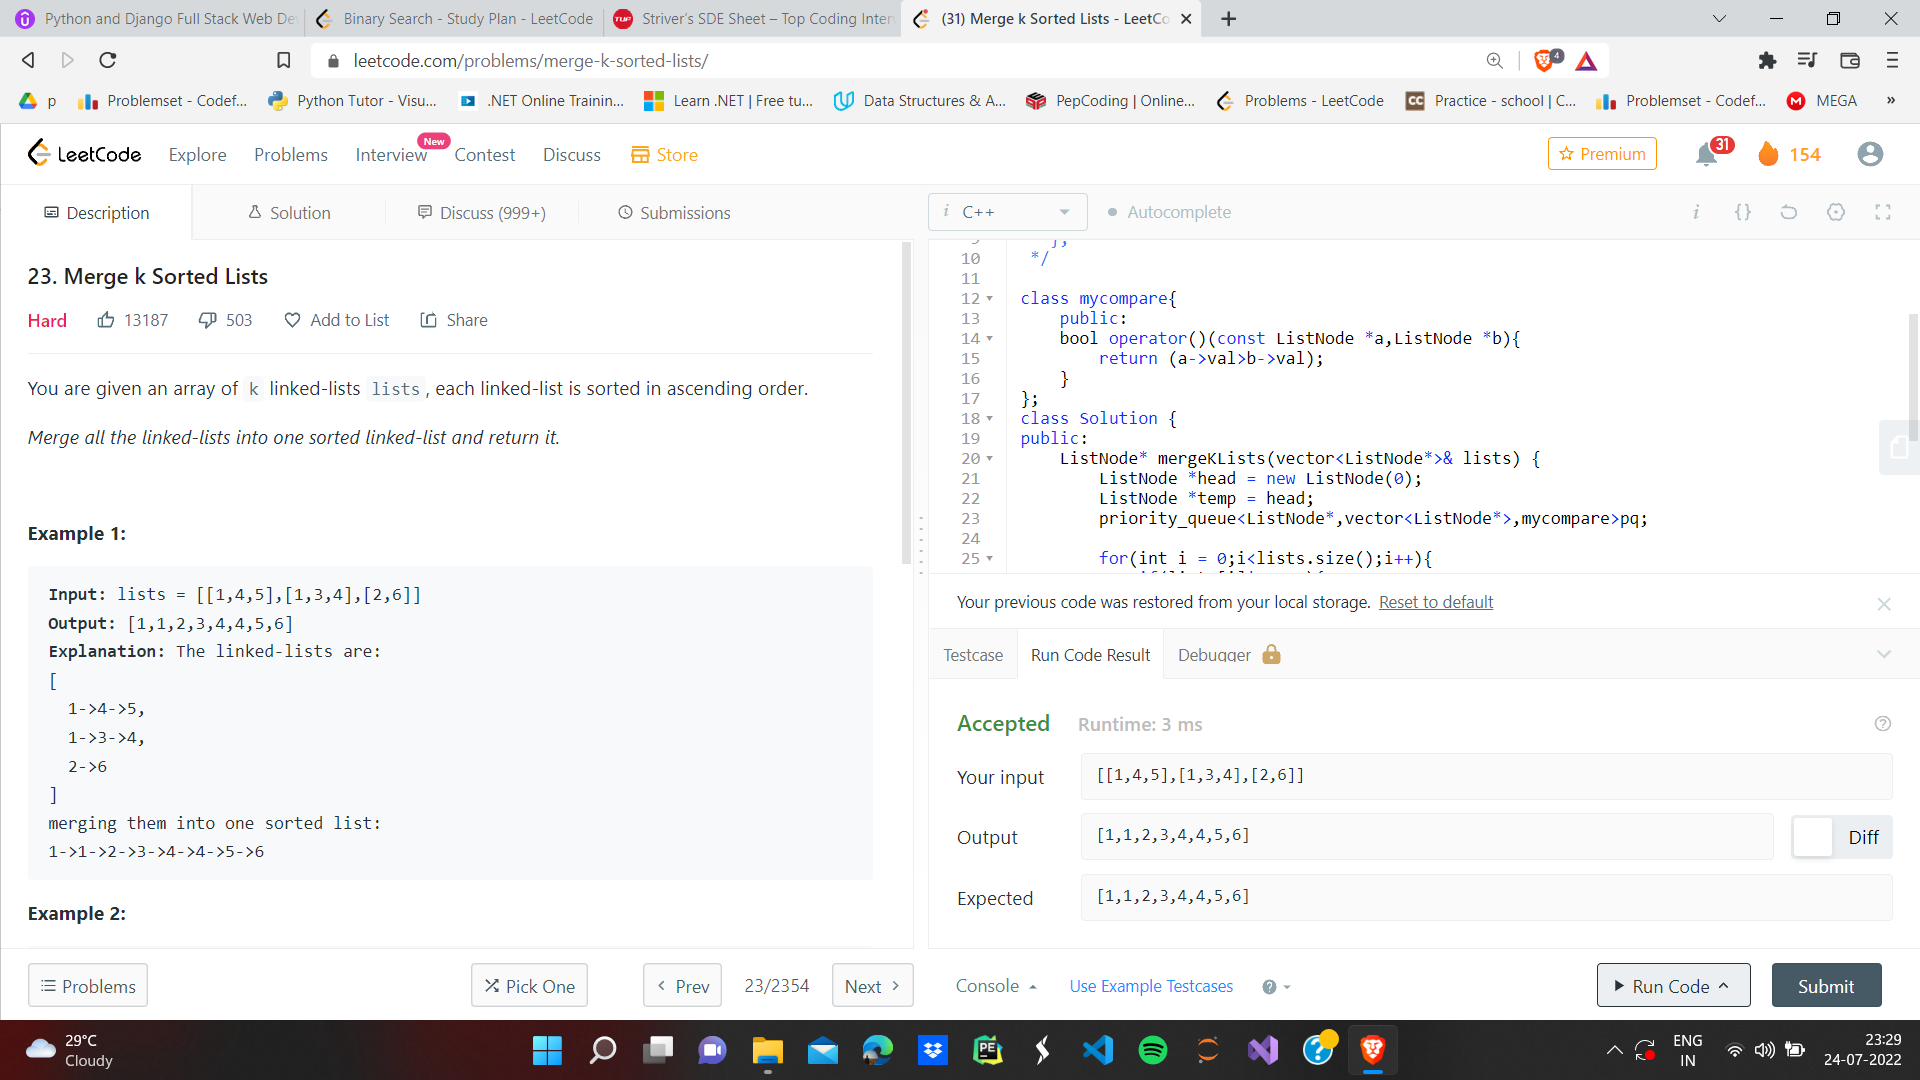 Python and Django Full Stack Web De
Binary Search - Study Plan - LeetCode
Striver's SDE Sheet – Top Coding Inter
(31) Merge k Sorted Lists - LeetCo
leetcode.com/problems/merge-k-sorted-lists/
4
p
Problemset - Codef...
Python Tutor - Visu...
.NET Online Trainin...
Learn .NET | Free tu...
Data Structures & A...
PepCoding | Online...
Problems - LeetCode
Practice - school | C...
Problemset - Codef...
MEGA
»
LeetCode
Explore
Problems
Interview
New
Contest
Discuss
Store
Premium
31
154
Description
Solution
Discuss (999+)
Submissions
i C++
Autocomplete
23. Merge k Sorted Lists
Hard
13187
503
Add to List
Share
You are given an array of k linked-lists lists, each linked-list is sorted in ascending order.
Merge all the linked-lists into one sorted linked-list and return it.
Example 1:
Input: lists = [[1,4,5],[1,3,4],[2,6]]
Output: [1,1,2,3,4,4,5,6]
Explanation: The linked-lists are:
[
1->4->5,
1->3->4,
2->6
]
merging them into one sorted list:
1->1->2->3->4->4->5->6
Example 2:
10 */
11
12 class mycompare{
13 public:
14 bool operator()(const ListNode *a,ListNode *b){
15 return (a->val>b->val);
16 }
17 };
18 class Solution {
19 public:
20 ListNode* mergeKLists(vector<ListNode*>& lists) {
21 ListNode *head = new ListNode(0);
22 ListNode *temp = head;
23 priority_queue<ListNode*,vector<ListNode*>,mycompare>pq;
24
25 for(int i = 0;i<lists.size();i++){
Your previous code was restored from your local storage. Reset to default
Testcase
Run Code Result
Debugger
Accepted
Runtime: 3 ms
Your input
[[1,4,5],[1,3,4],[2,6]]
Output
[1,1,2,3,4,4,5,6]
Diff
Expected
[1,1,2,3,4,4,5,6]
Problems
Pick One
Prev
23/2354
Next
Console
Use Example Testcases
Run Code
Submit
29°C
Cloudy
ENG
IN
23:29
24-07-2022